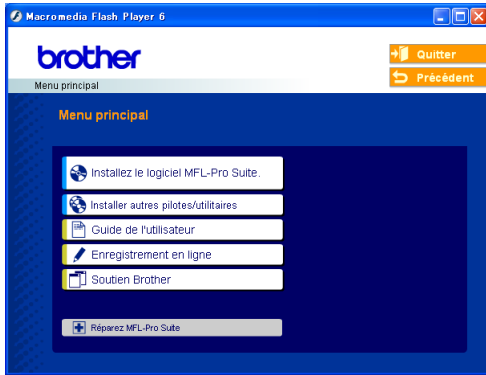 Macromedia Flash Player 6
brother
Quitter
Précédent
Menu principal
Menu principal
Installez le logiciel MFL-Pro Suite.
Installer autres pilotes/utilitaires
Guide de l'utilisateur
Enregistrement en ligne
Soutien Brother
Réparez MFL-Pro Suite